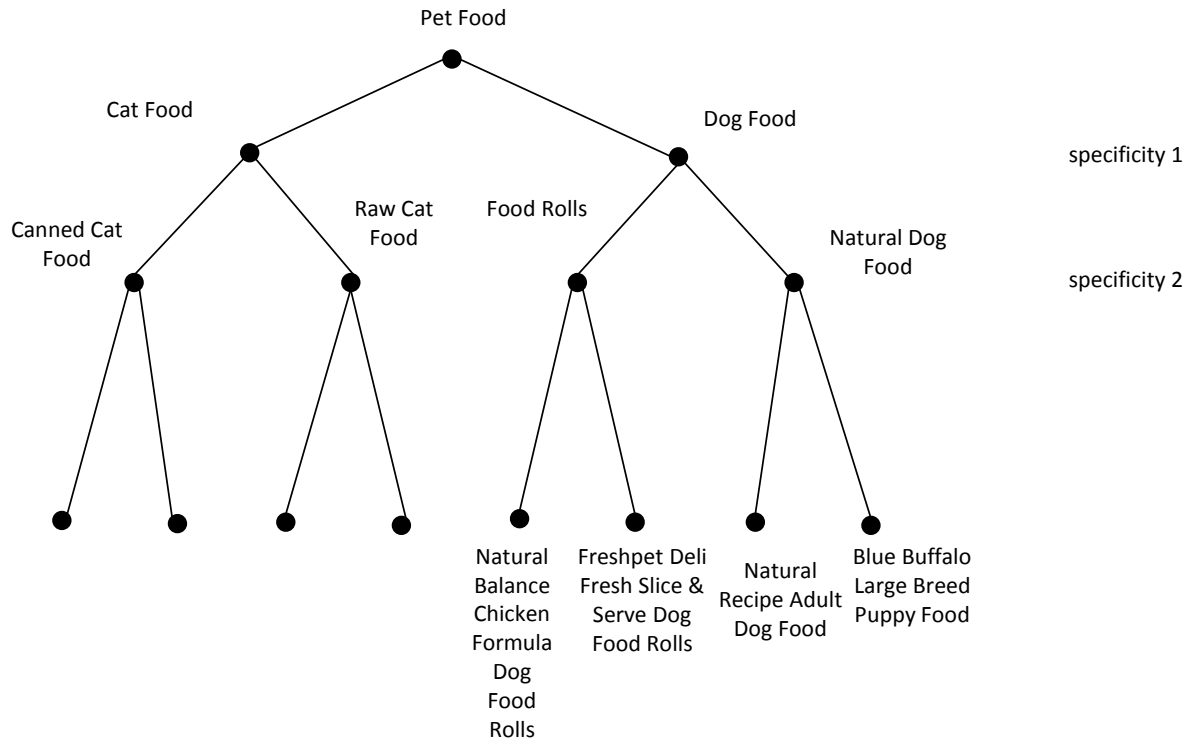 Pet Food
Cat Food
Dog Food
specificity 1
Canned Cat
Food
Raw Cat
Food
Food Rolls
Natural Dog
Food
specificity 2
Natural
Balance
Chicken
Formula
Dog
Food
Rolls
Freshpet Deli
Fresh Slice &
Serve Dog
Food Rolls
Natural
Recipe Adult
Dog Food
Blue Buffalo
Large Breed
Puppy Food